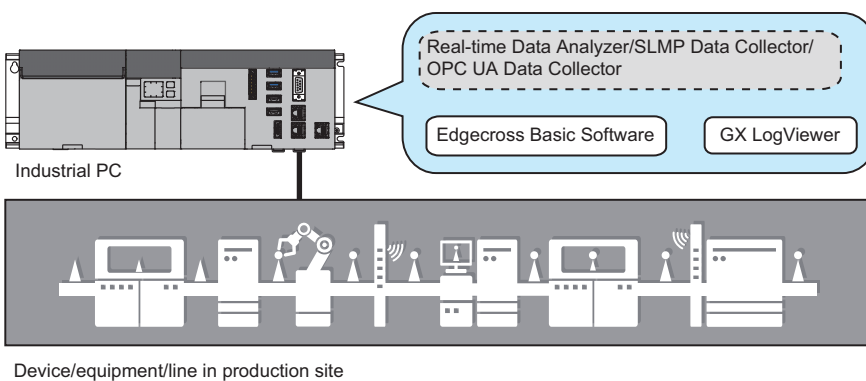 Real-time Data Analyzer/SLMP Data Collector/
OPC UA Data Collector
Edgecross Basic Software
GX LogViewer
Industrial PC
Device/equipment/line in production site